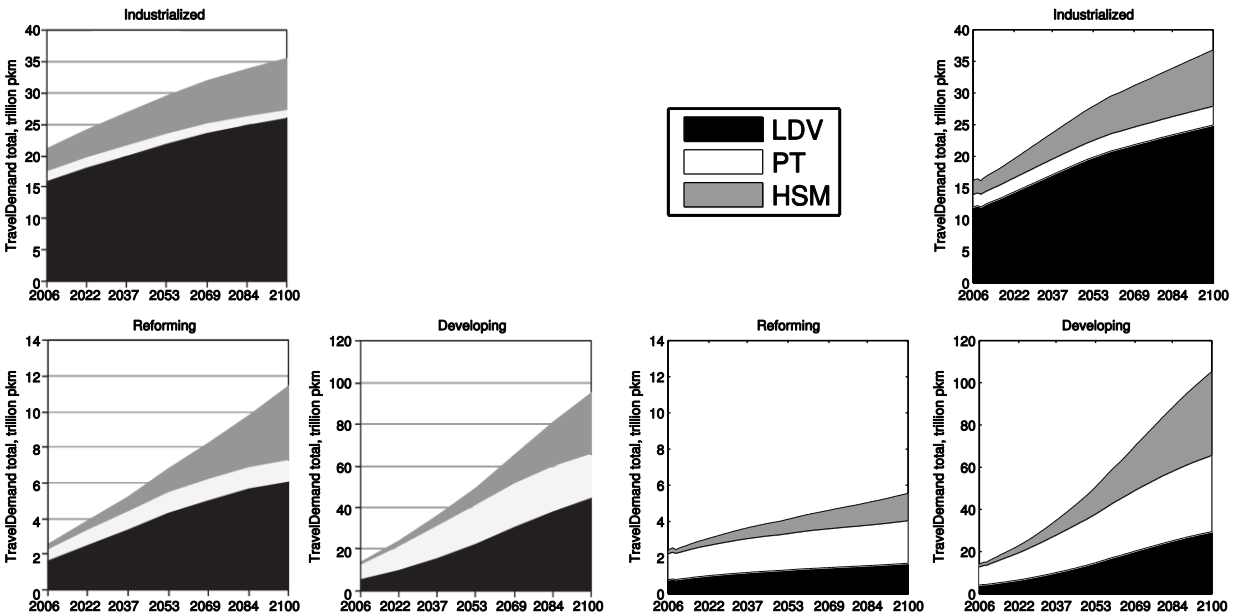 Industrialized
TravelDemand total, trillion pkm
40
35
30
25
20
15
10
5
0
2006 2022 2037 2053 2069 2084 2100
LDV
PT
HSM
Industrialized
TravelDemand total, trillion pkm
40
35
30
25
20
15
10
5
0
2006 2022 2037 2053 2069 2084 2100
Reforming
TravelDemand total, trillion pkm
14
12
10
8
6
4
2
0
2006 2022 2037 2053 2069 2084 2100
Developing
TravelDemand total, trillion pkm
120
100
80
60
40
20
0
2006 2022 2037 2053 2069 2084 2100
Reforming
TravelDemand total, trillion pkm
14
12
10
8
6
4
2
0
2006 2022 2037 2053 2069 2084 2100
Developing
TravelDemand total, trillion pkm
120
100
80
60
40
20
0
2006 2022 2037 2053 2069 2084 2100